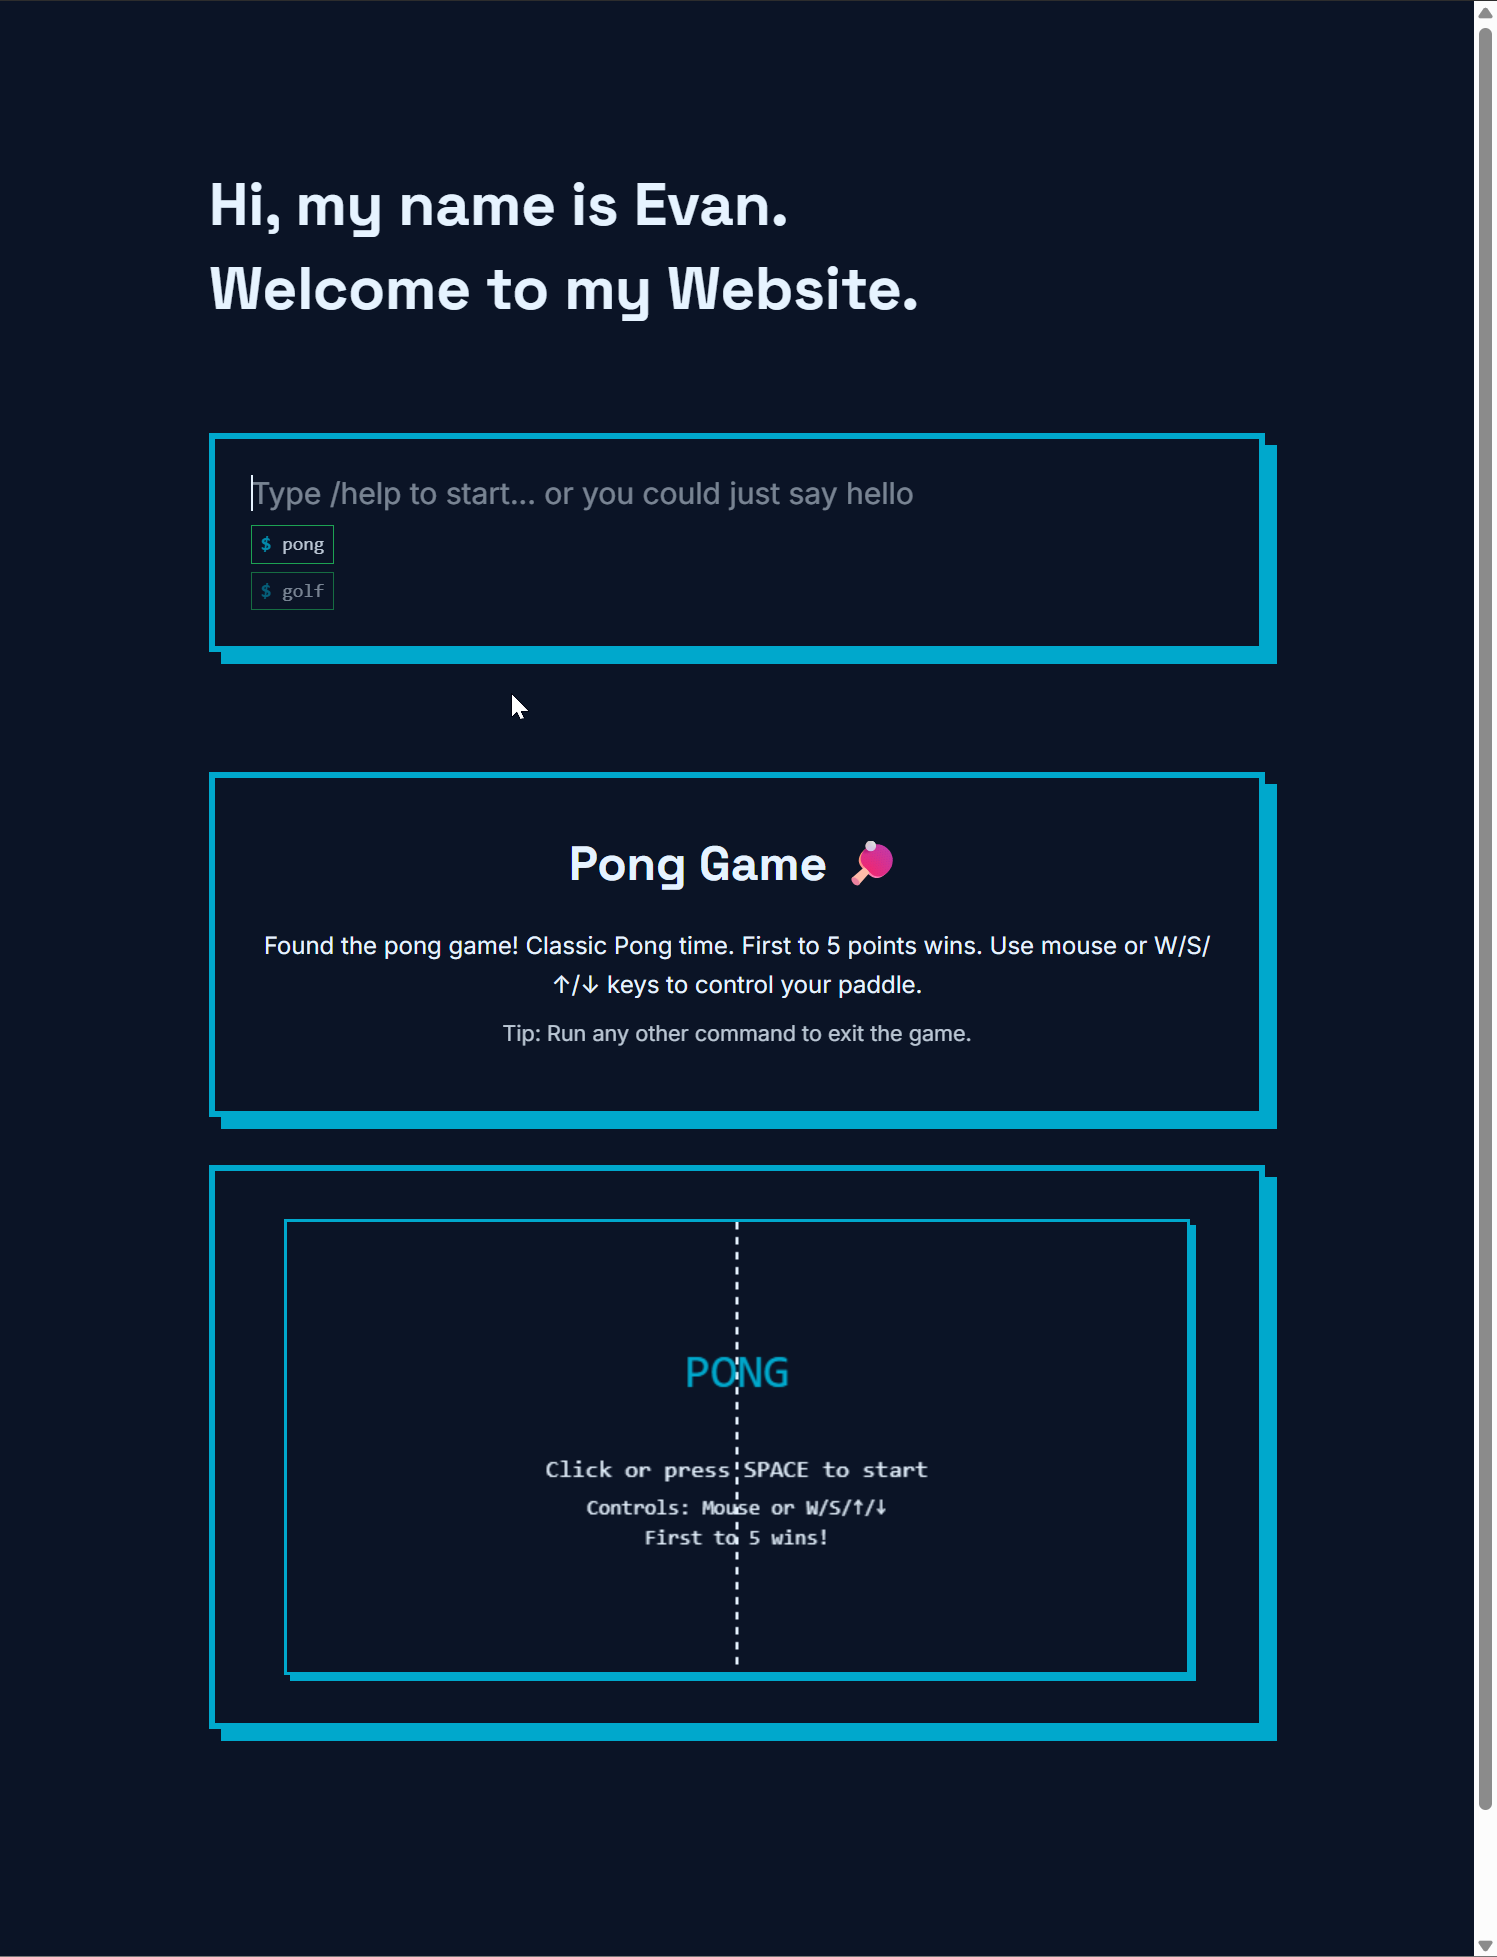 Hi, my name is Evan.
Welcome to my Website.
Type /help to start... or you could just say hello
$ pong
$ golf
Pong Game
Found the pong game! Classic Pong time. First to 5 points wins. Use mouse or W/S/
↑/↓ keys to control your paddle.
Tip: Run any other command to exit the game.
PONG
Click or press SPACE to start
Controls: Mouse or W/S/↑/↓
First to 5 wins!